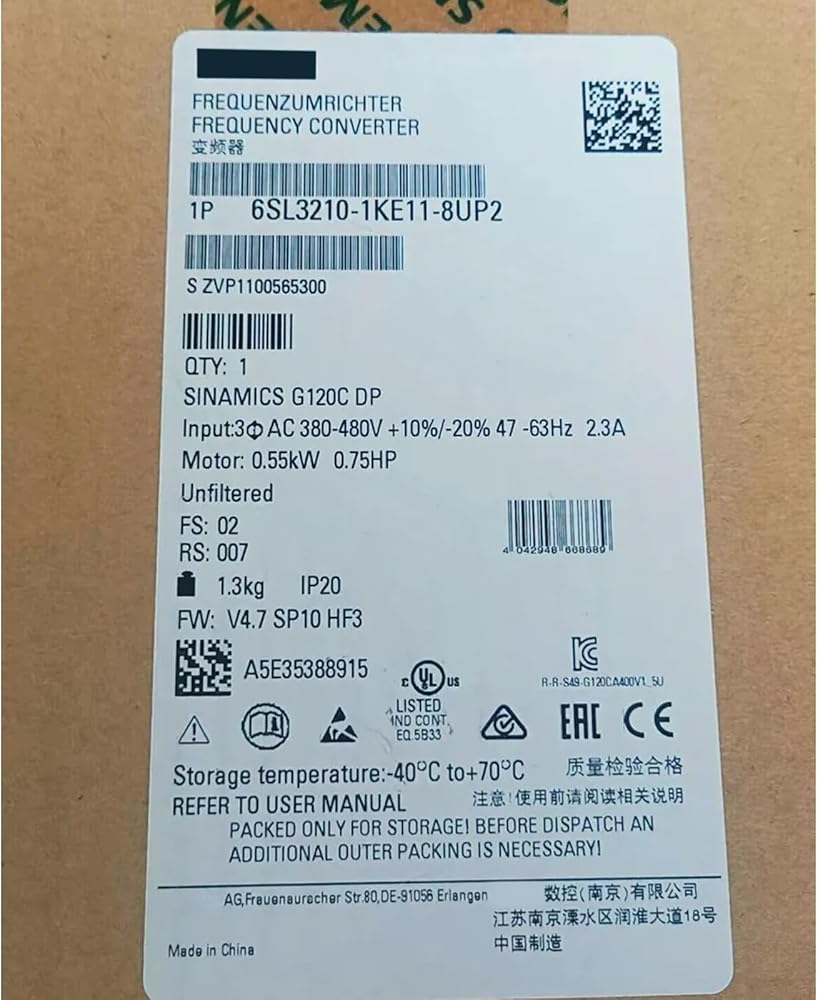 FREQUENZUMRICHTER
FREQUENCY CONVERTER
变频器
1P 6SL3210-1KE11-8UP2
S ZVP1100565300
QTY: 1
SINAMICS G120C DP
Input:3Φ AC 380-480V +10%/-20% 47 -63Hz 2.3A
Motor: 0.55kW 0.75HP
Unfiltered
FS: 02
RS: 007
4 042948 668689
1.3kg IP20
FW: V4.7 SP10 HF3
A5E35388915
c UL US
LISTED
IND CONT.
EQ.5B33
R-R-S49-G120CA400V1_5U
EAC CE
Storage temperature:-40°C to+70°C 质量检验合格
REFER TO USER MANUAL 注意!使用前请阅读相关说明
PACKED ONLY FOR STORAGE! BEFORE DISPATCH AN
ADDITIONAL OUTER PACKING IS NECESSARY!
AG,Frauenauracher Str.80,DE-91056 Erlangen 数控(南京)有限公司
江苏南京溧水区润淮大道18号
Made in China 中国制造